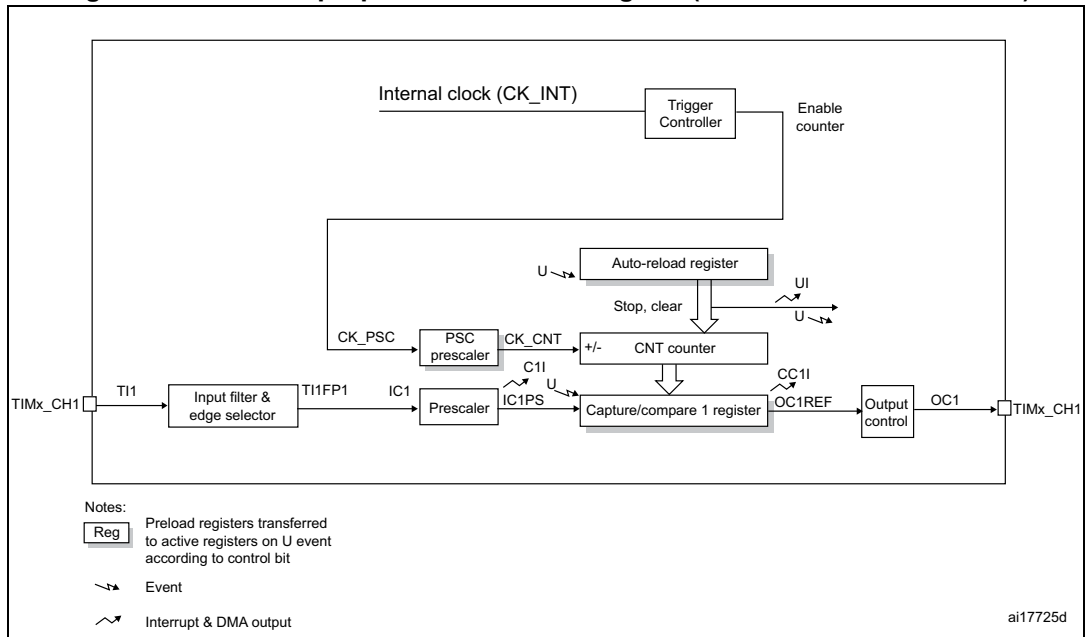 Internal clock (CK_INT)
Trigger
Controller
Enable
counter
Auto-reload register
U
Stop, clear
UI
U
CK_PSC
PSC
prescaler
CK_CNT
+/-
CNT counter
TIMx_CH1
TI1
Input filter &
edge selector
TI1FP1
IC1
Prescaler
C1I
IC1PS
U
Capture/compare 1 register
CC1I
OC1REF
Output
control
OC1
TIMx_CH1
Notes:
Reg
Preload registers transferred
to active registers on U event
according to control bit
Event
Interrupt & DMA output
ai17725d